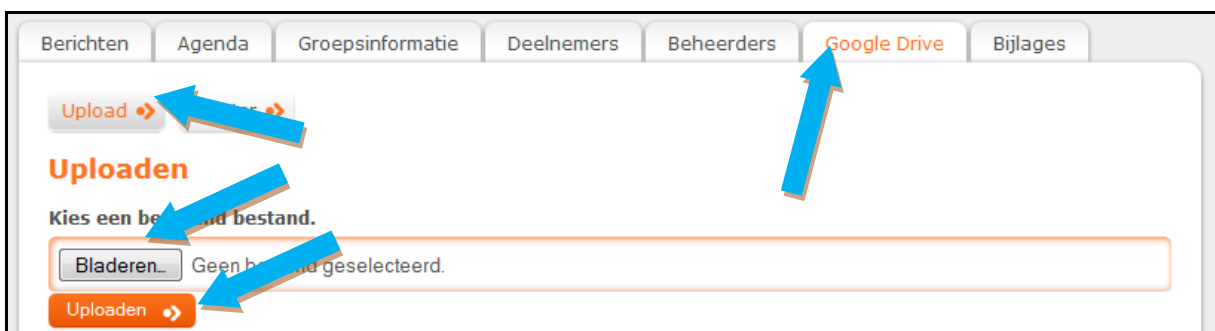 Berichten Agenda Groepsinformatie Deelnemers Beheerders Google Drive Bijlages
Upload
Uploaden
Kies een bestand.
Bladeren… Geen geselecteerd.
Uploaden